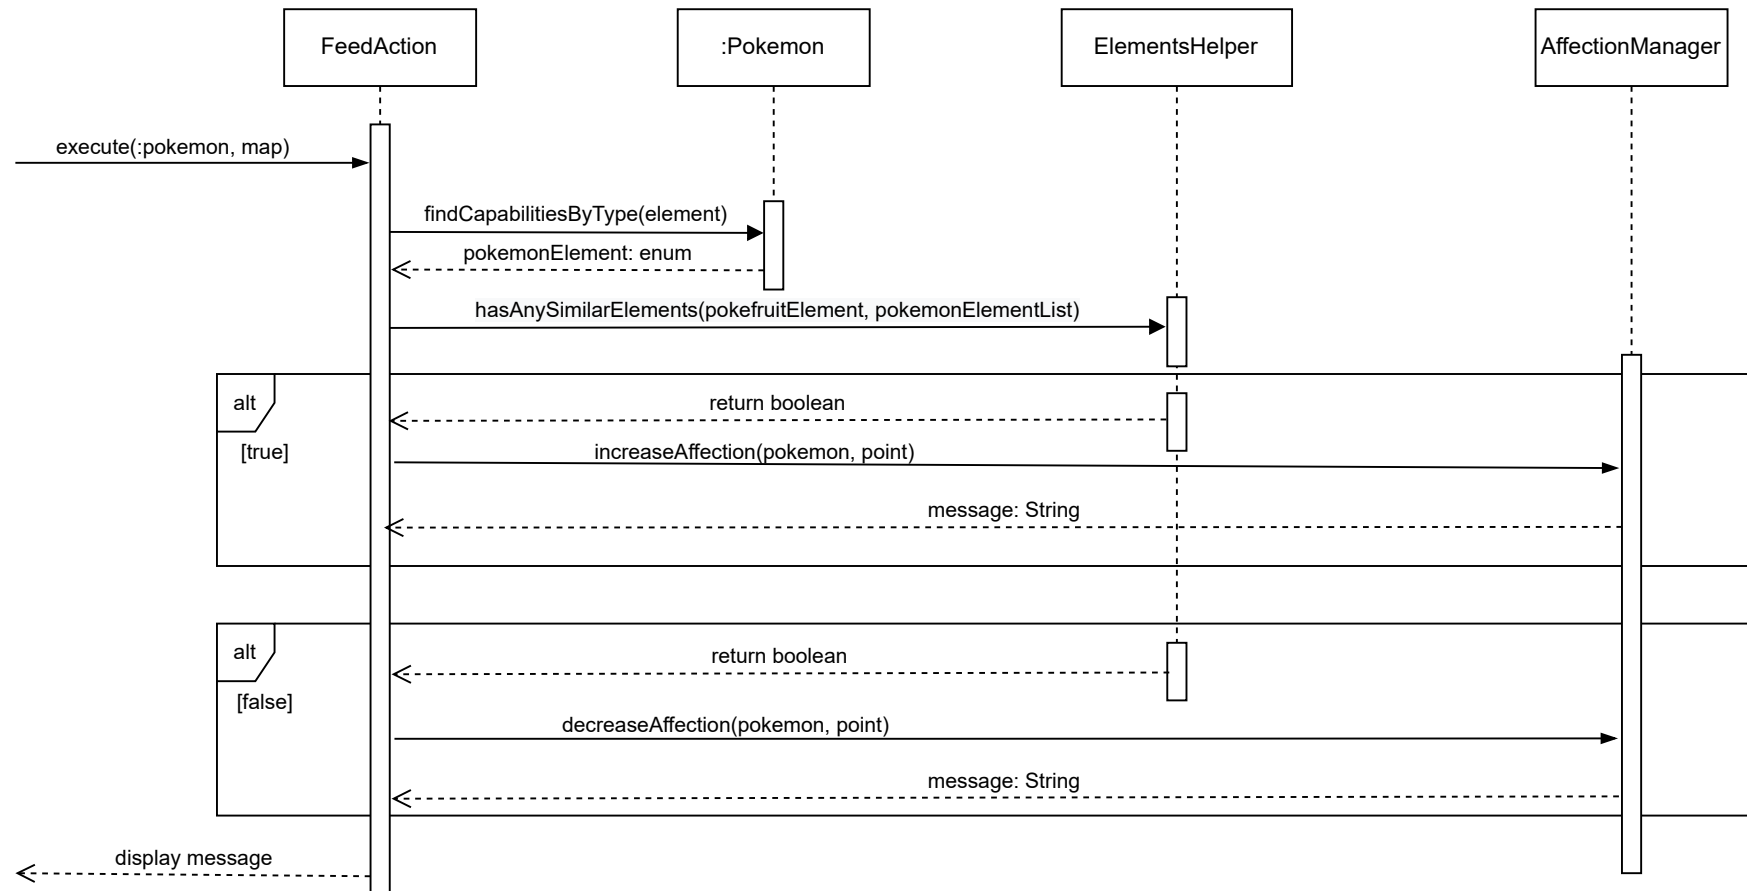 FeedAction
:Pokemon
ElementsHelper
AffectionManager
execute(:pokemon, map)
findCapabilitiesByType(element)
pokemonElement: enum
hasAnySimilarElements(pokefruitElement, pokemonElementList)
alt
return boolean
[true]
increaseAffection(pokemon, point)
message: String
alt
return boolean
[false]
decreaseAffection(pokemon, point)
message: String
display message